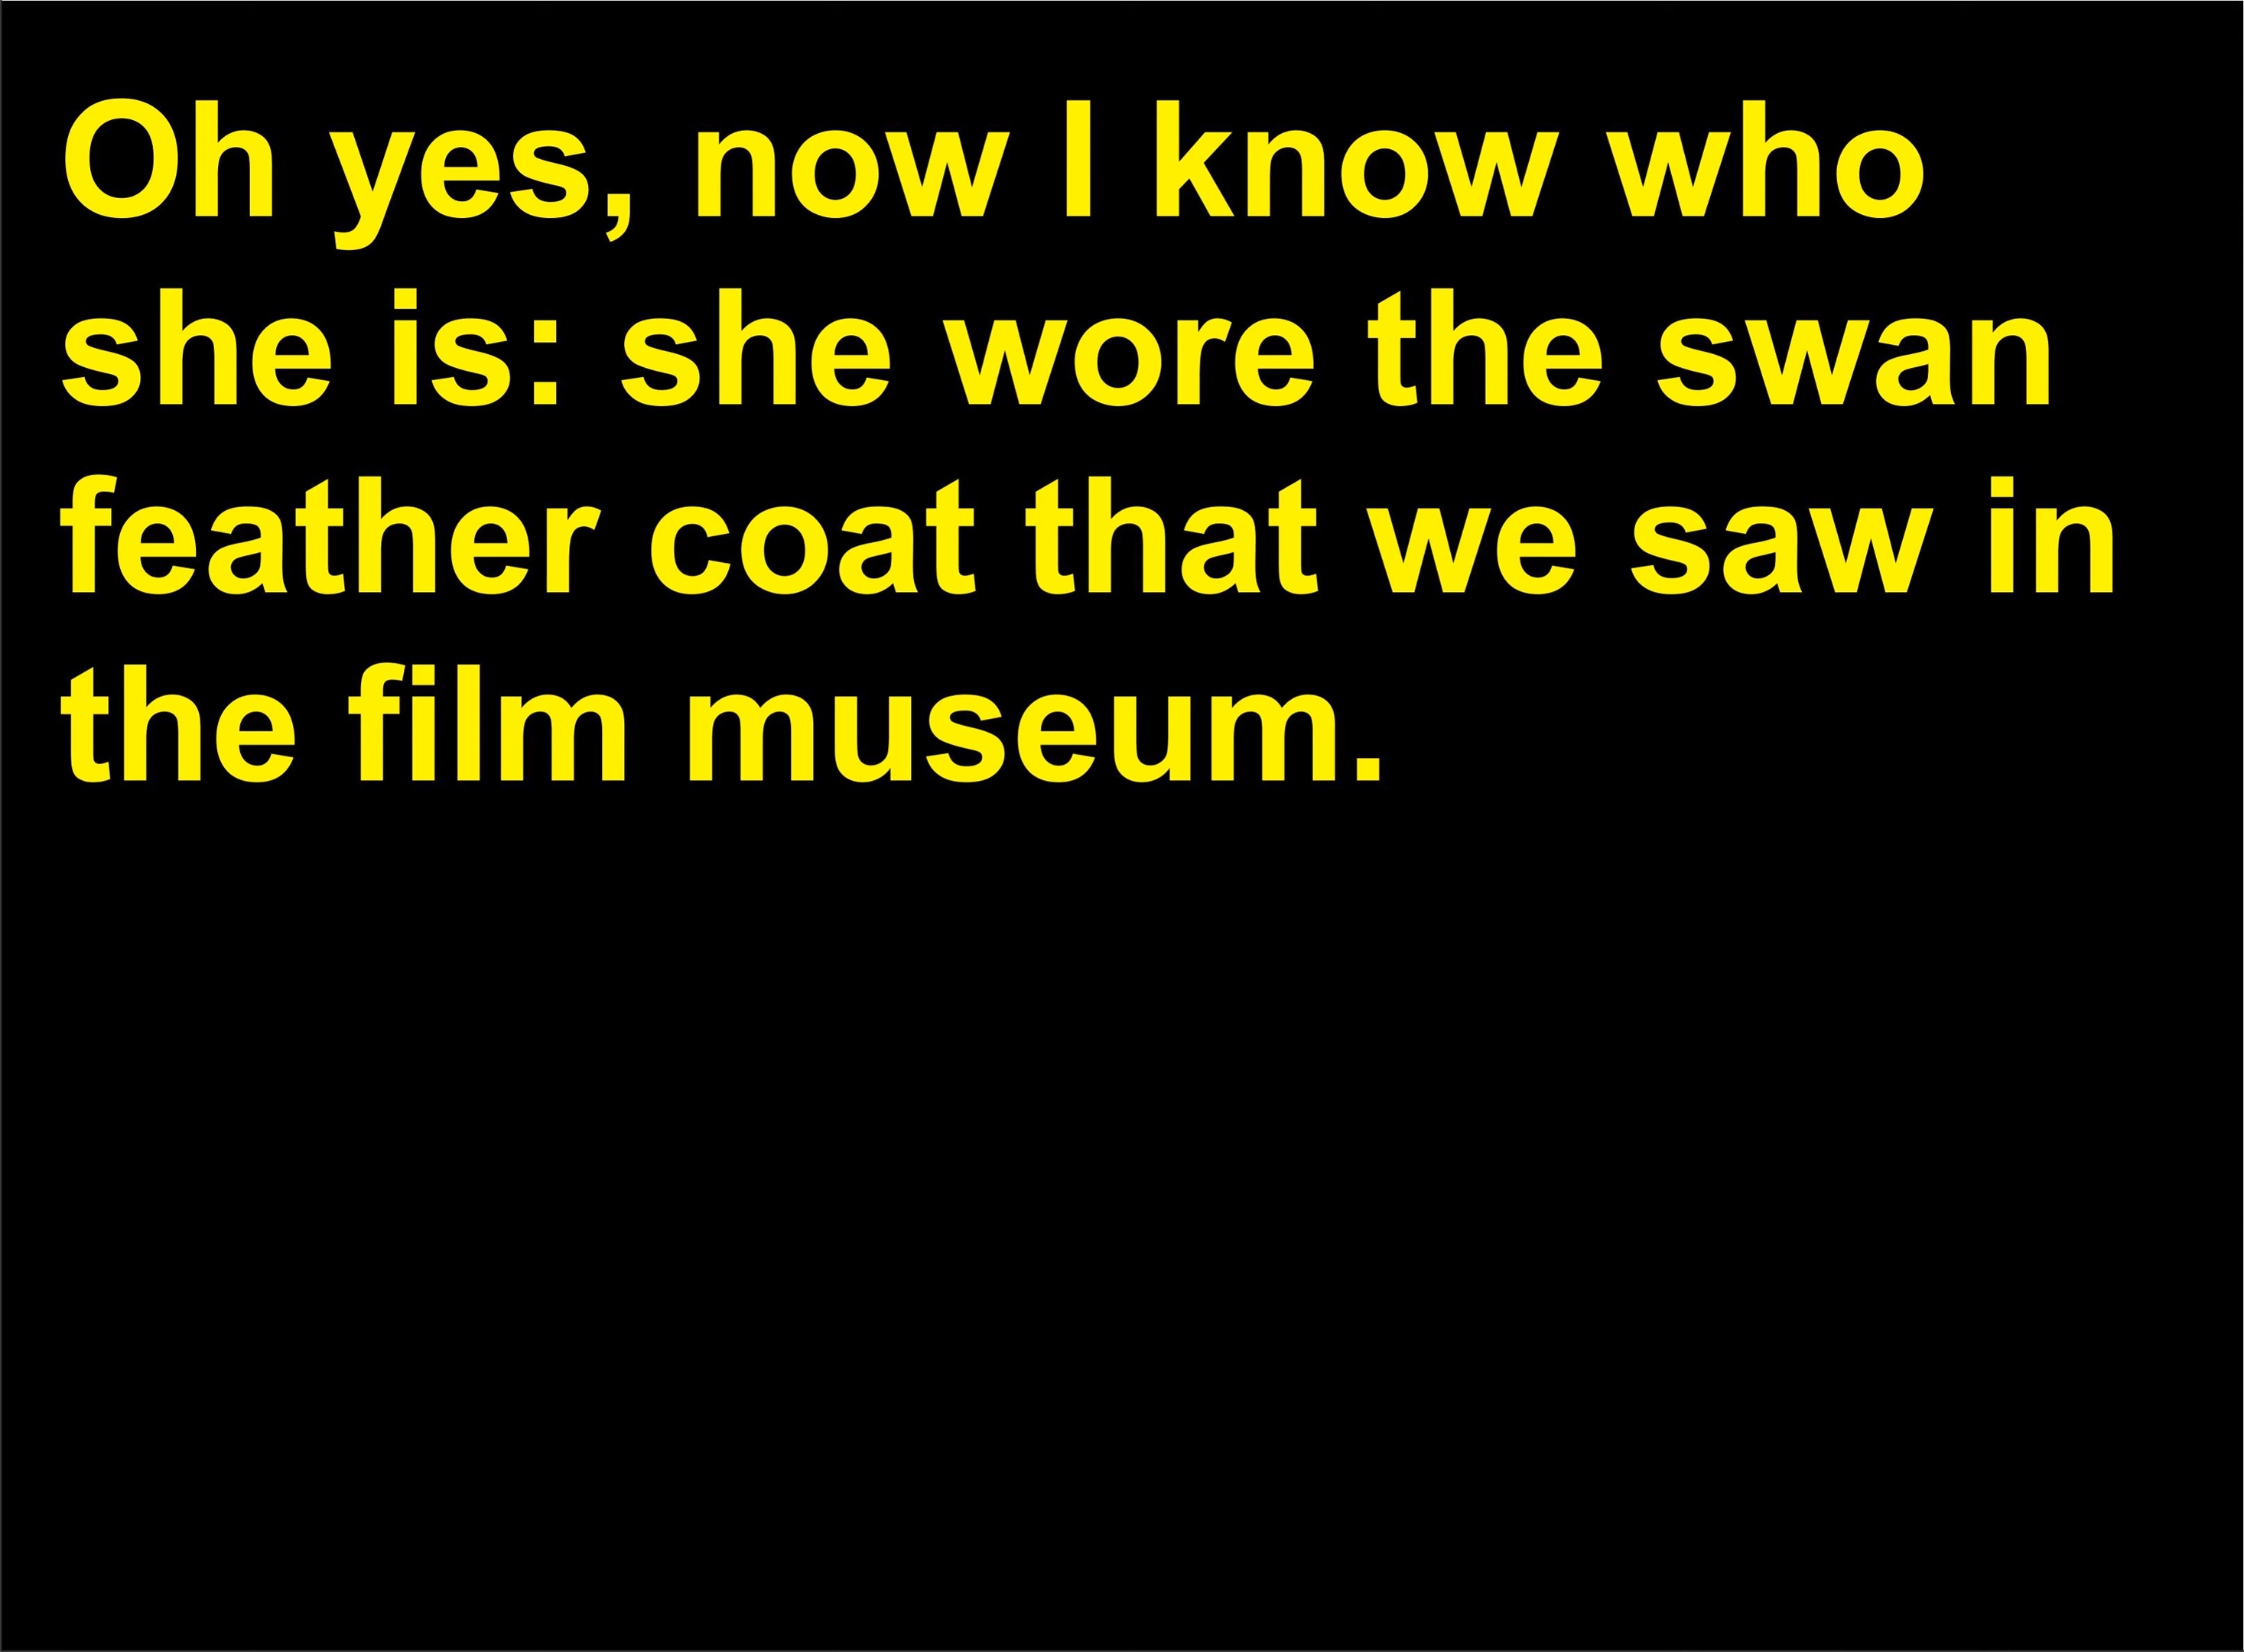 Oh yes, now I know who
she is: she wore the swan
feather coat that we saw in
the film museum.